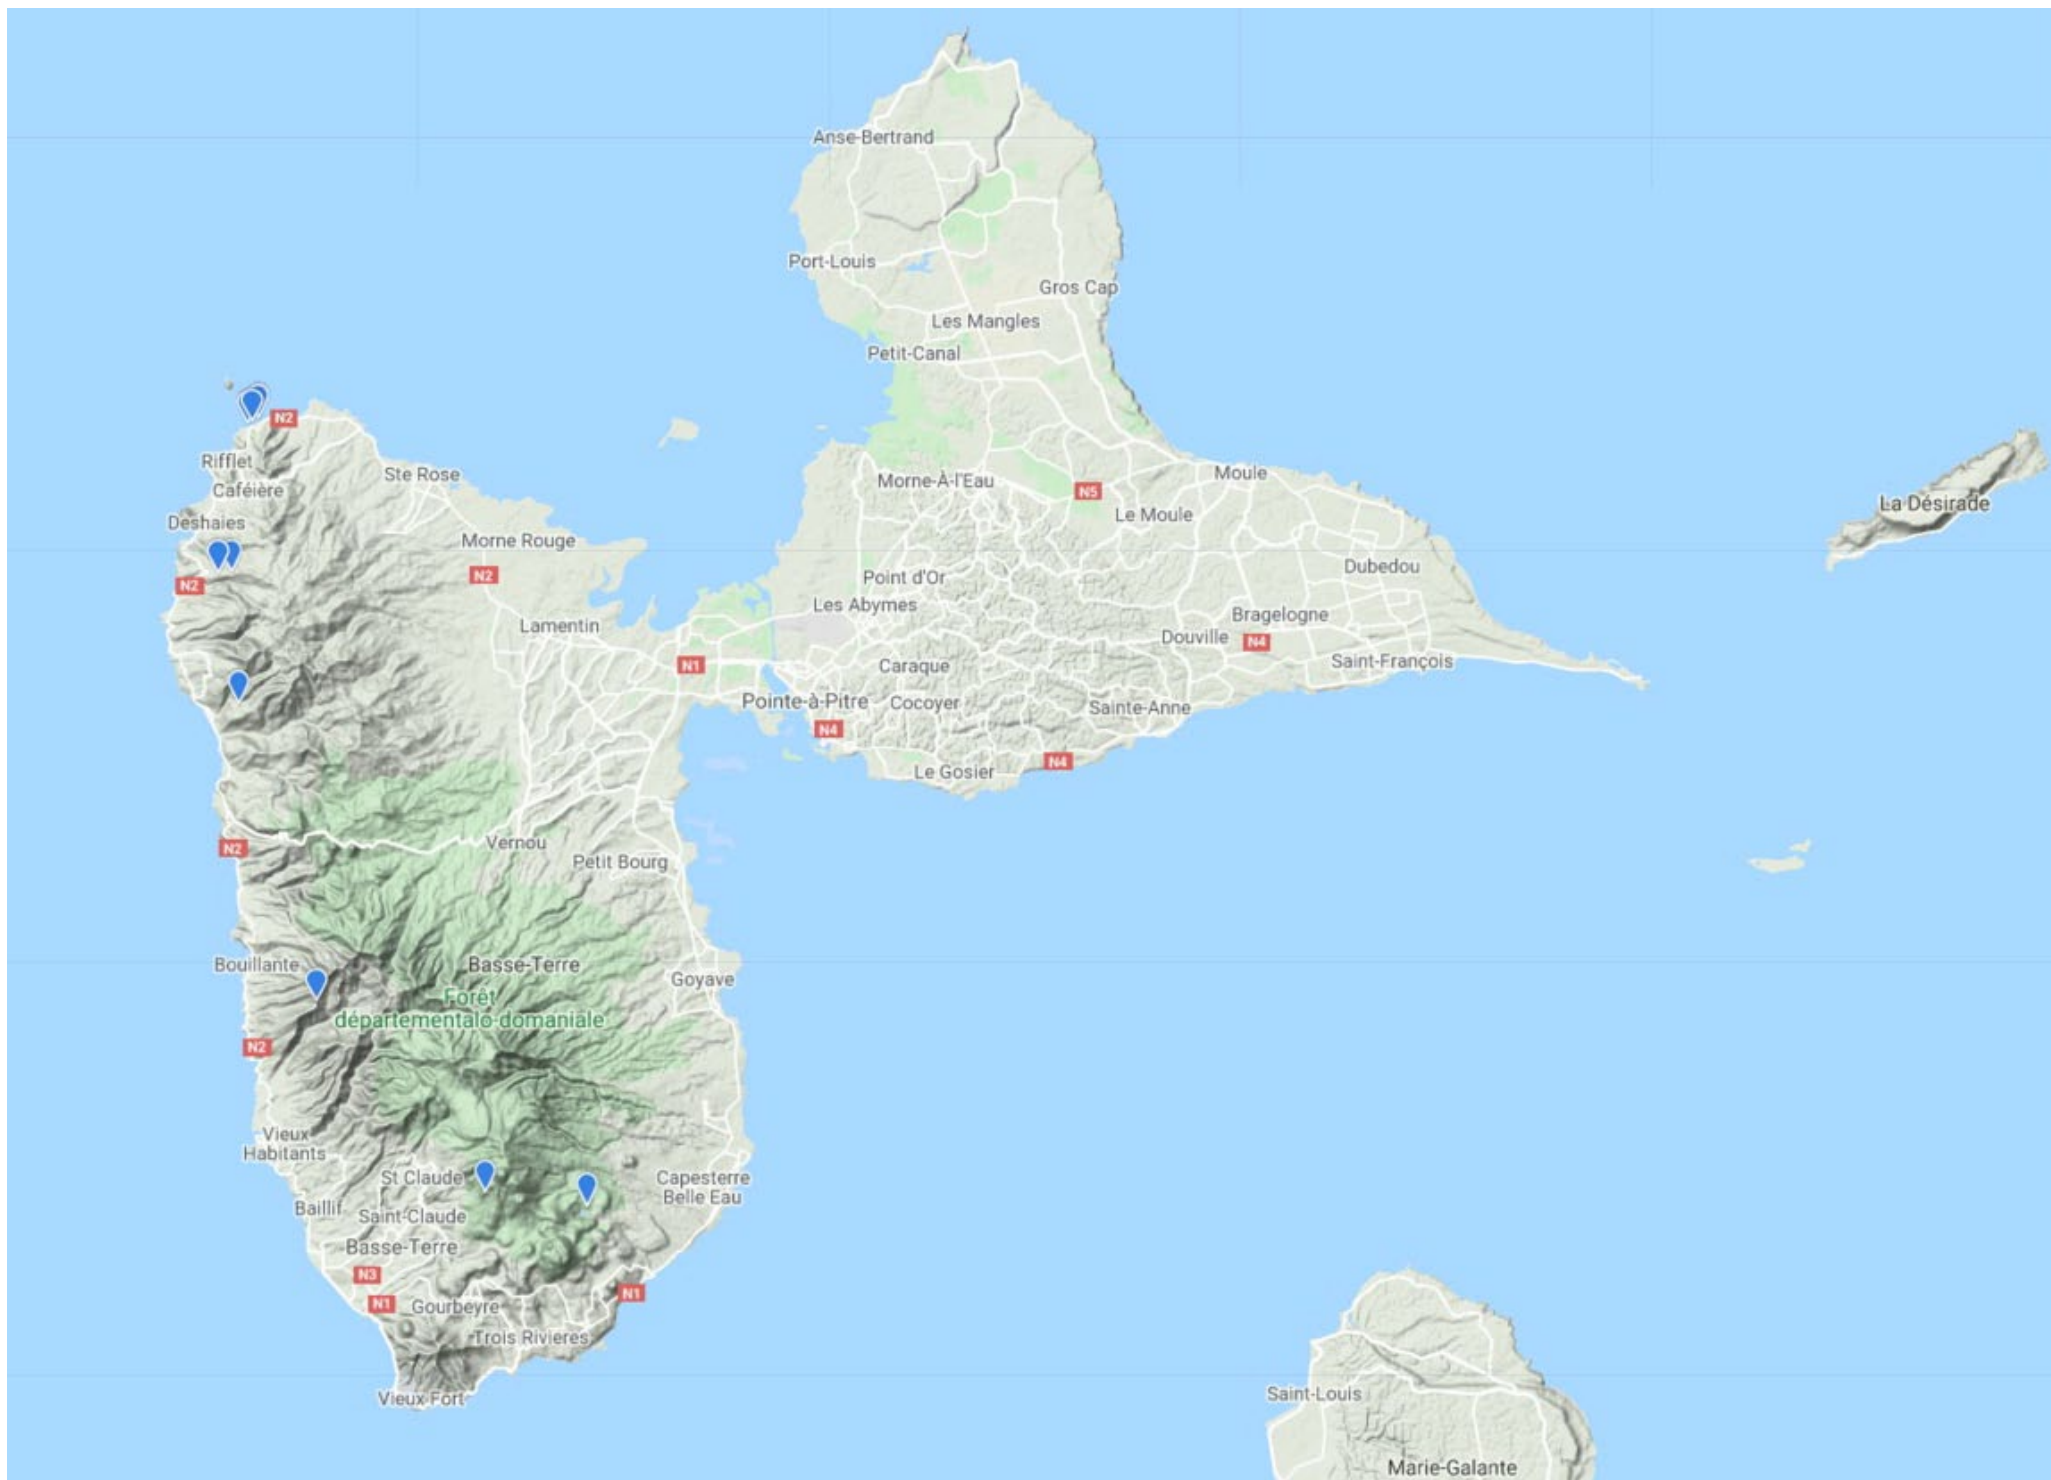 Anse-Bertrand
Port-Louis
Gros Cap
Les Mangles
Petit-Canal
N2
Rifflet
Ste Rose
Caféière
Morne-À-l'Eau
N5
Moule
La Désirade
Le Moule
Deshaies
Morne Rouge
N2
N2
Point d'Or
Dubedou
Les Abymes
Bragelogne
Lamentin
Douville
N4
N1
Caraque
Saint-François
Pointe-à-Pitre
Cocoyer
Sainte-Anne
N4
N4
Le Gosier
N2
Vernou
Petit Bourg
Bouillante
Basse-Terre
Goyave
Forêt
départementalo-domaniale
N2
Vieux
Habitants
St Claude
Capesterre
Belle Eau
Baillif
Saint-Claude
Basse-Terre
N3
N1
N1
Gourbeyre
Trois Rivieres
Vieux Fort
Saint-Louis
Marie-Galante